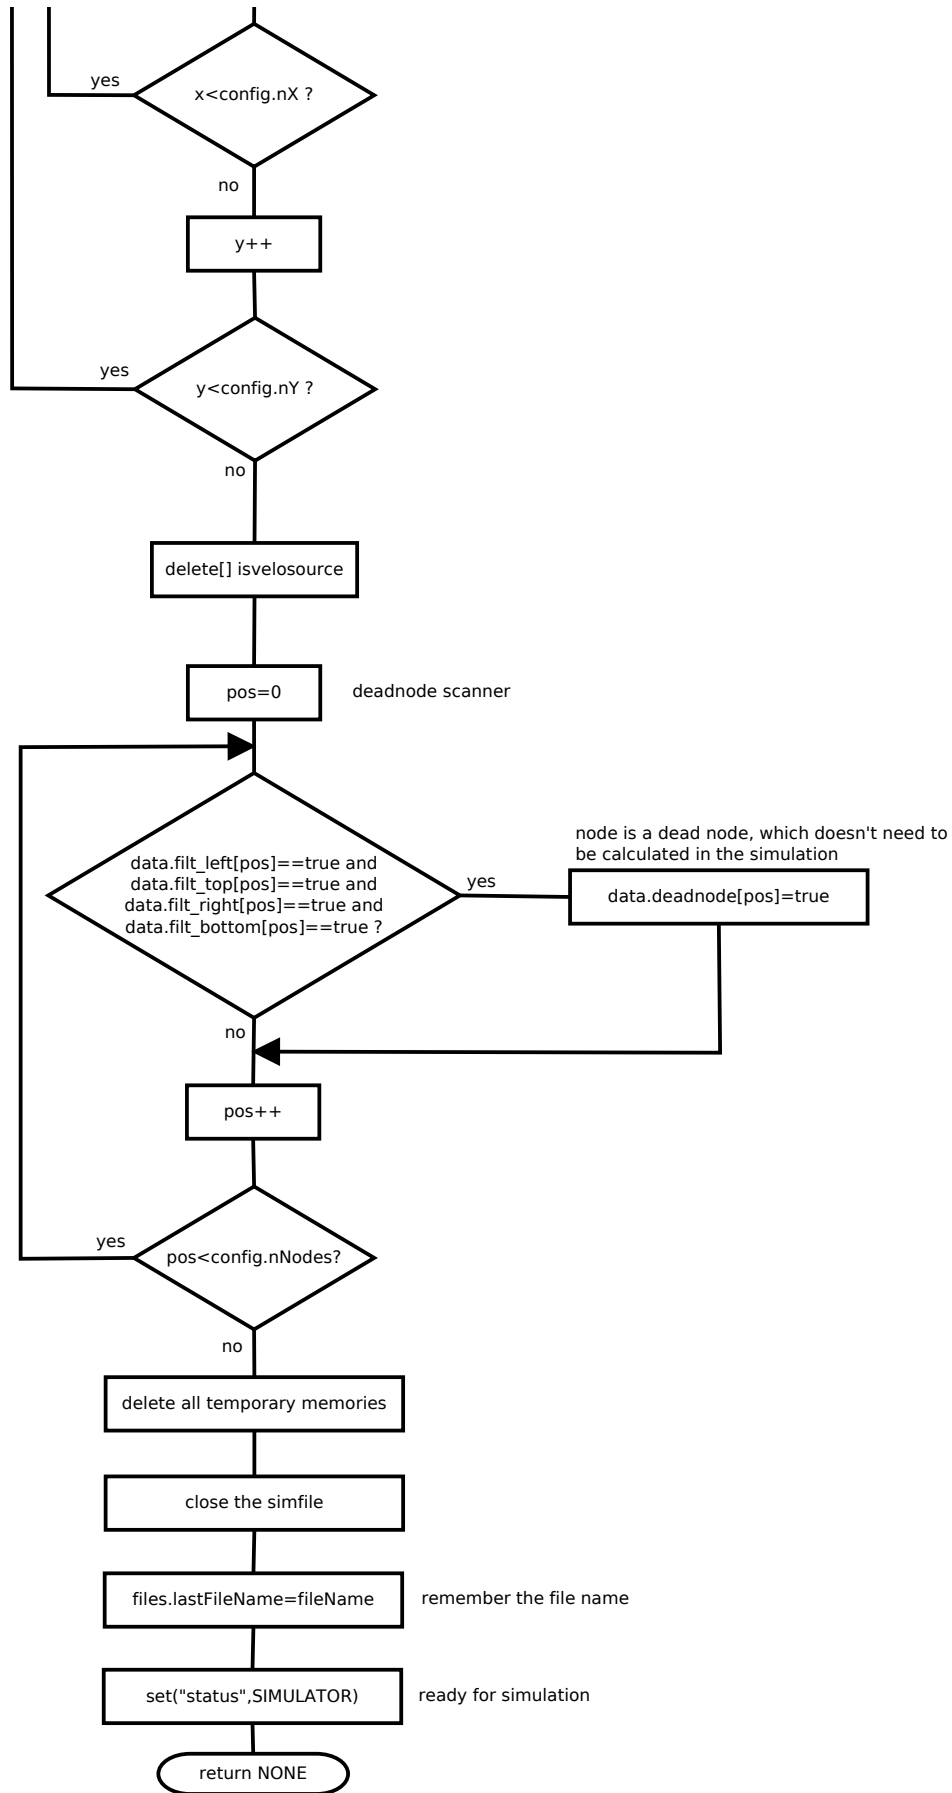 yes
x<config.nX ?
no
y++
yes
y<config.nY ?
no
delete[] isvelosource
pos=0
deadnode scanner
node is a dead node, which doesn't need to
be calculated in the simulation
data.filt_left[pos]==true and
data.filt_top[pos]==true and
data.filt_right[pos]==true and
data.filt_bottom[pos]==true ?
yes
data.deadnode[pos]=true
no
pos++
yes
pos<config.nNodes?
no
delete all temporary memories
close the simfile
files.lastFileName=fileName
remember the file name
set("status",SIMULATOR)
ready for simulation
return NONE